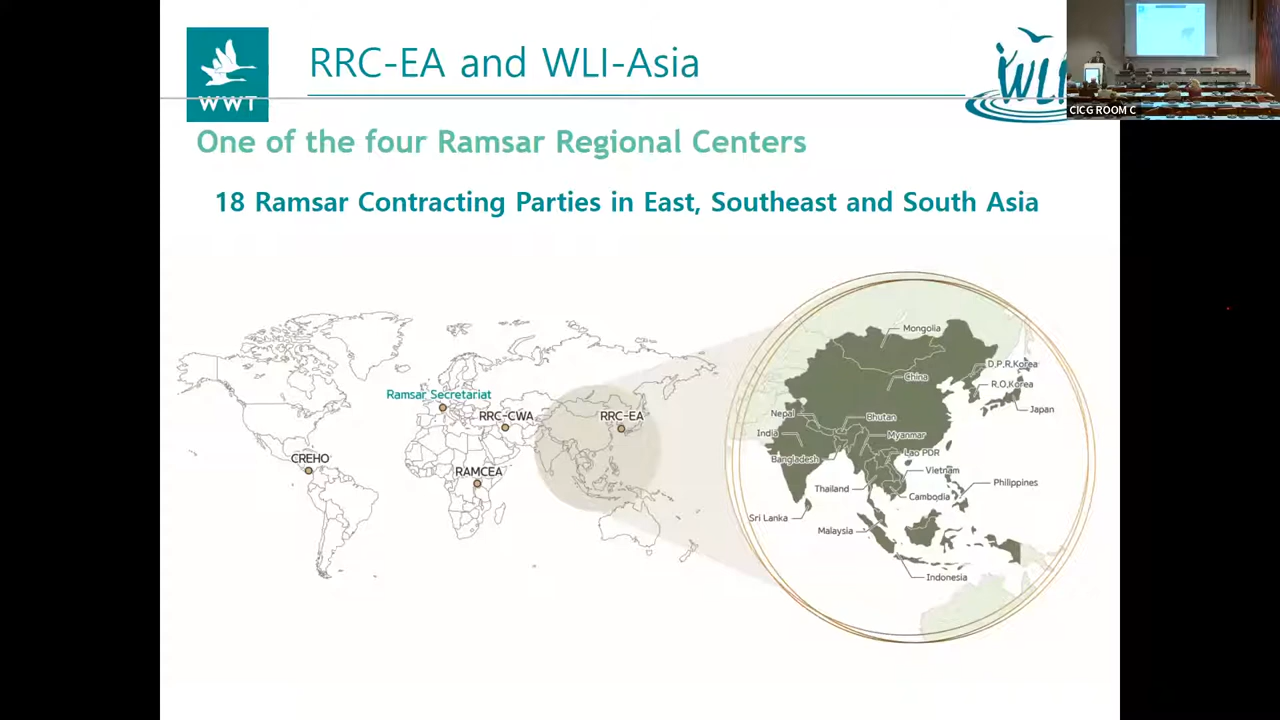 RRC-EA and WLI-Asia
WWT
WLI
CICG ROOM C
One of the four Ramsar Regional Centers
18 Ramsar Contracting Parties in East, Southeast and South Asia
Ramsar Secretariat
RRC-CWA
RRC-EA
CREHO
RAMCEA
Mongolia
D.P.R.Korea
China
R.O.Korea
Japan
Nepal
Bhutan
India
Myanmar
Bangladesh
Lao PDR
Vietnam
Thailand
Philippines
Cambodia
Sri Lanka
Malaysia
Indonesia